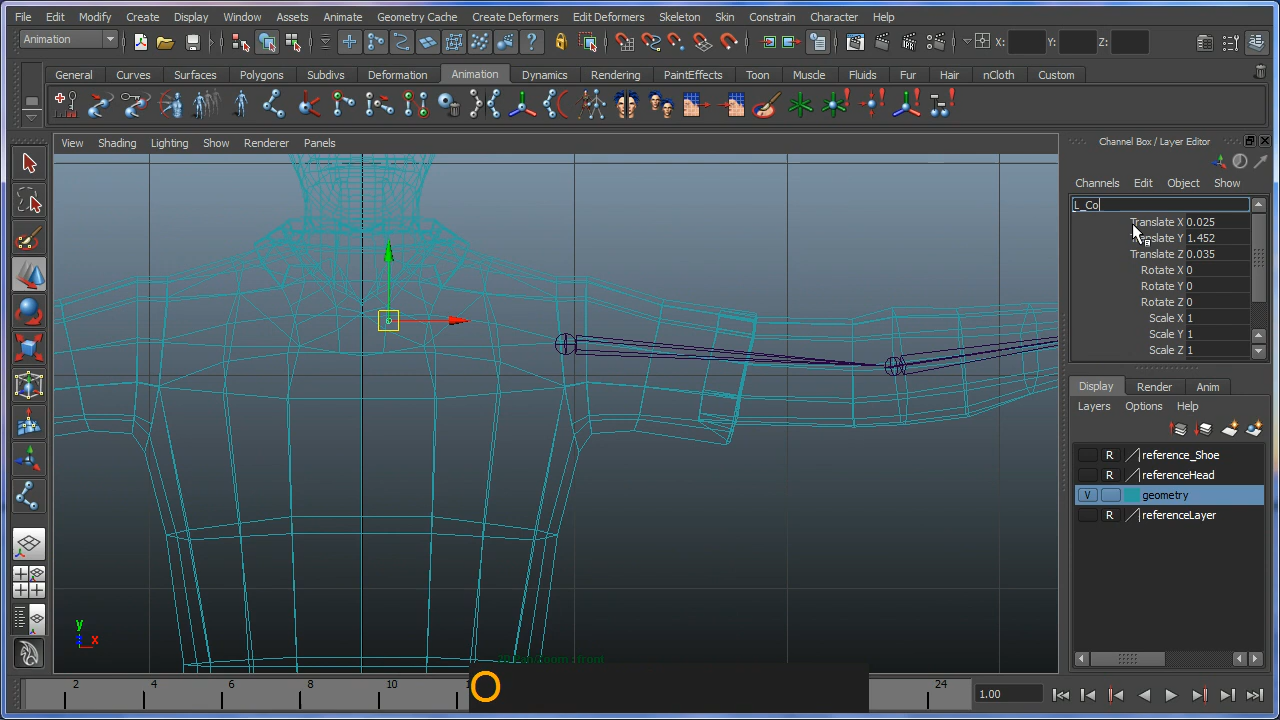 File Edit Modify Create Display Window Assets Animate Geometry Cache Create Deformers Edit Deformers Skeleton Skin Constrain Character Help
Animation X: Y: Z:
General Curves Surfaces Polygons Subdivs Deformation Animation Dynamics Rendering PaintEffects Toon Muscle Fluids Fur Hair nCloth Custom
View Shading Lighting Show Renderer Panels
Channel Box / Layer Editor
Channels Edit Object Show
L_Co
Translate X 0.025
Translate Y 1.452
Translate Z 0.035
Rotate X 0
Rotate Y 0
Rotate Z 0
Scale X 1
Scale Y 1
Scale Z 1
Display Render Anim
Layers Options Help
R reference_Shoe
R referenceHead
V geometry
R referenceLayer
y
x
O
2 4 6 8 10 24 1.00